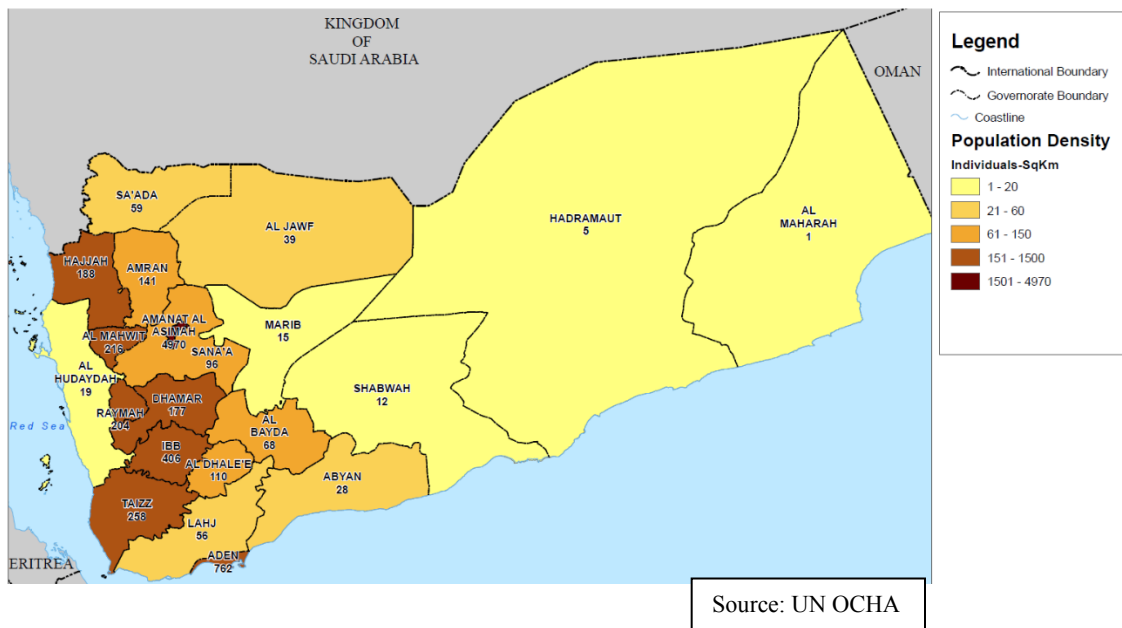 KINGDOM
OF
SAUDI ARABIA
OMAN
SA'ADA
59
AL JAWF
39
HADRAMAUT
5
AL
MAHARAH
1
HAJJAH
188
AMRAN
141
AMANAT AL
ASIMAH
4970
MARIB
15
AL MAHWIT
216
SANA'A
96
AL
HUDAYDAH
19
SHABWAH
12
RAYMAH
204
DHAMAR
177
AL
BAYDA
68
Red Sea
IBB
406
AL DHALE'E
110
ABYAN
28
TAIZZ
258
LAHJ
56
ADEN
762
ERITREA
Legend
International Boundary
Governorate Boundary
Coastline
Population Density
Individuals-SqKm
1 - 20
21 - 60
61 - 150
151 - 1500
1501 - 4970
Source: UN OCHA